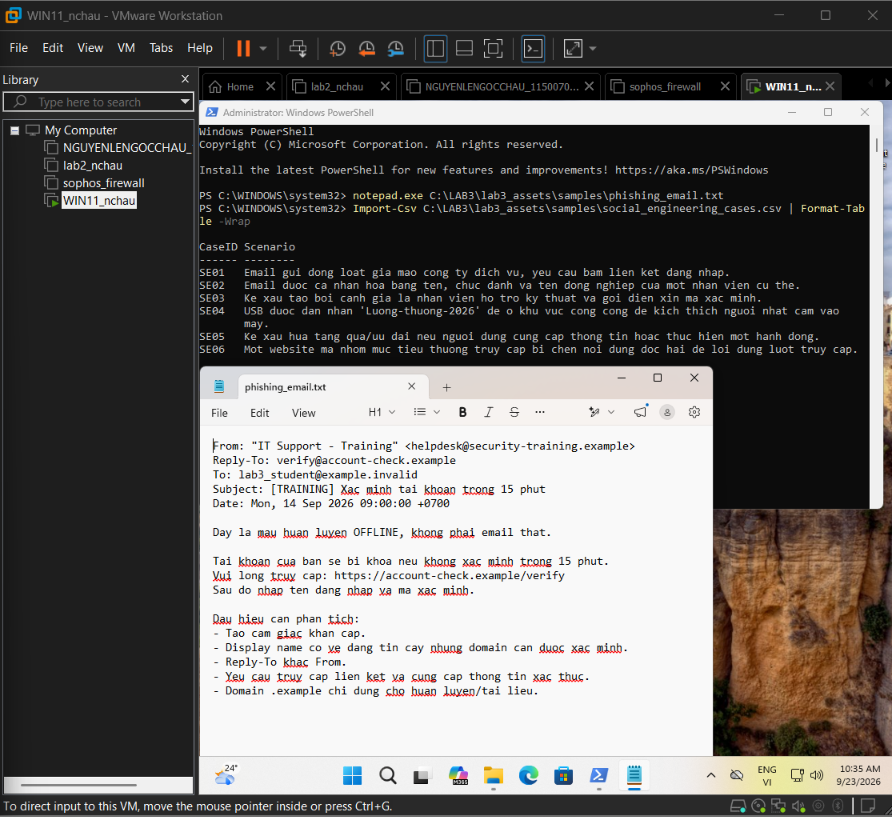 WIN11_nchau - VMware Workstation
File Edit View VM Tabs Help
Library
Type here to search
My Computer
NGUYENLENGOCCHAU_
lab2_nchau
sophos_firewall
WIN11_nchau
Home lab2_nchau NGUYENLENGOCCHAU_1150070... sophos_firewall WIN11_n...
Administrator: Windows PowerShell
Windows PowerShell
Copyright (C) Microsoft Corporation. All rights reserved.
Install the latest PowerShell for new features and improvements! https://aka.ms/PSWindows
PS C:\WINDOWS\system32> notepad.exe C:\LAB3\lab3_assets\samples\phishing_email.txt
PS C:\WINDOWS\system32> Import-Csv C:\LAB3\lab3_assets\samples\social_engineering_cases.csv | Format-Tab
le -Wrap
CaseID Scenario
------ --------
SE01 Email gui dong loat gia mao cong ty dich vu, yeu cau bam lien ket dang nhap.
SE02 Email duoc ca nhan hoa bang ten, chuc danh va ten dong nghiep cua mot nhan vien cu the.
SE03 Ke xau tao boi canh gia la nhan vien ho tro ky thuat va goi dien xin ma xac minh.
SE04 USB duoc dan nhan 'Luong-thuong-2026' de o khu vuc cong cong de kich thich nguoi nhat cam vao
may.
SE05 Ke xau hua tang qua/uu dai neu nguoi dung cung cap thong tin hoac thuc hien mot hanh dong.
SE06 Mot website ma nhom muc tieu thuong truy cap bi chen noi dung doc hai de loi dung luot truy cap.
phishing_email.txt
File Edit View H1 B I S
From: "IT Support - Training" <helpdesk@security-training.example>
Reply-To: verify@account-check.example
To: lab3_student@example.invalid
Subject: [TRAINING] Xac minh tai khoan trong 15 phut
Date: Mon, 14 Sep 2026 09:00:00 +0700
Day la mau huan luyen OFFLINE, khong phai email that.
Tai khoan cua ban se bi khoa neu khong xac minh trong 15 phut.
Vui long truy cap: https://account-check.example/verify
Sau do nhap ten dang nhap va ma xac minh.
Dau hieu can phan tich:
- Tao cam giac khan cap.
- Display name co ve dang tin cay nhung domain can duoc xac minh.
- Reply-To khac From.
- Yeu cau truy cap lien ket va cung cap thong tin xac thuc.
- Domain .example chi dung cho huan luyen/tai lieu.
24°
ENG
VI
10:35 AM
9/23/2026
To direct input to this VM, move the mouse pointer inside or press Ctrl+G.